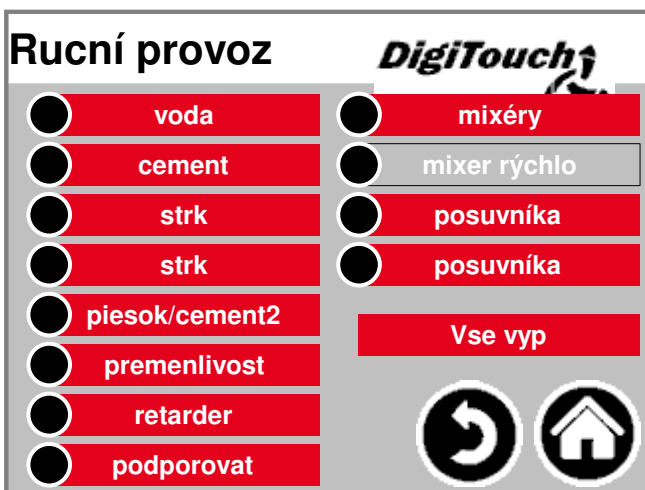 Rucní provoz
DigiTouch
voda
cement
strk
strk
piesok/cement2
premenlivost
retarder
podporovat
mixéry
mixer rýchlo
posuvníka
posuvníka
Vse vyp